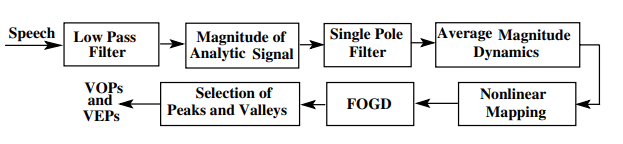 Speech
Low Pass
Filter
Magnitude of
Analytic Signal
Single Pole
Filter
Average Magnitude
Dynamics
Nonlinear
Mapping
FOGD
Selection of
Peaks and Valleys
VOPs
and
VEPs